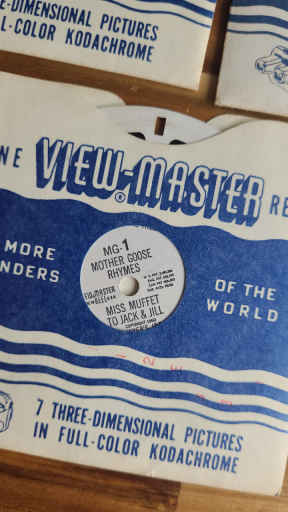 E-DIMENSIONAL PICTURES
LL-COLOR KODACHROME
NE VIEW-MASTER RE
®
MORE
NDERS
MG-1
MOTHER GOOSE
RHYMES
MISS MUFFET
TO JACK & JILL
OF THE
WORLD
7 THREE-DIMENSIONAL PICTURES
IN FULL-COLOR KODACHROME